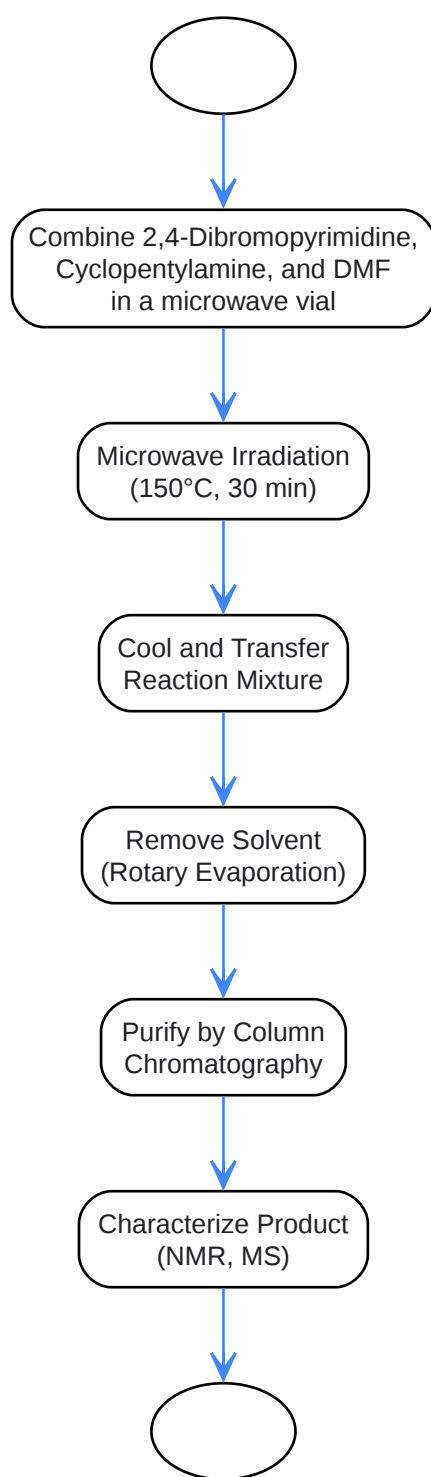 Combine 2,4-Dibromopyrimidine,
Cyclopentylamine, and DMF
in a microwave vial
Microwave Irradiation
(150°C, 30 min)
Cool and Transfer
Reaction Mixture
Remove Solvent
(Rotary Evaporation)
Purify by Column
Chromatography
Characterize Product
(NMR, MS)